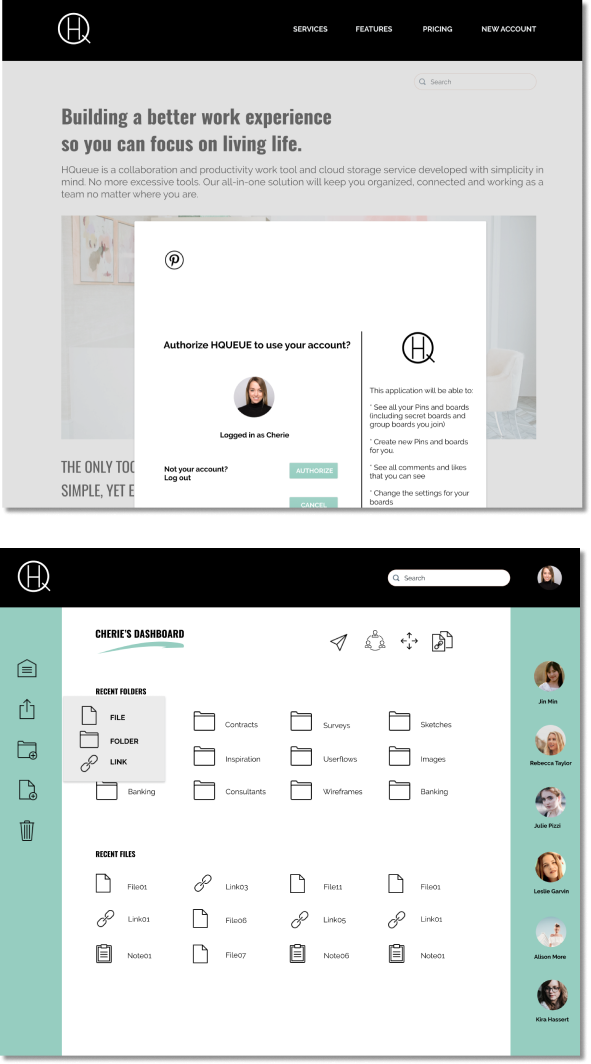 HQ
SERVICES
FEATURES
PRICING
NEW ACCOUNT
Search
Building a better work experience
so you can focus on living life.
HQueue is a collaboration and productivity work tool and cloud storage service developed with simplicity in
mind. No more excessive tools. Our all-in-one solution will keep you organized, connected and working as a
team no matter where you are.
Authorize HQUEUE to use your account?
Logged in as Cherie
Not your account?
Log out
AUTHORIZE
CANCEL
HQ
This application will be able to:
* See all your Pins and boards
(including secret boards and
group boards you join)
* Create new Pins and boards
for you.
* See all comments and likes
that you can see
* Change the settings for your
boards
THE ONLY TOO
SIMPLE, YET E
HQ
Search
CHERIE'S DASHBOARD
RECENT FOLDERS
FILE
FOLDER
LINK
Contracts
Surveys
Sketches
Inspiration
Userflows
Images
Banking
Consultants
Wireframes
Banking
RECENT FILES
File01
Link03
File11
File01
Link01
File06
Link05
Link01
Note01
File07
Note06
Note01
Jin Min
Rebecca Taylor
Julie Pizzi
Leslie Garvin
Alison More
Kira Hassert